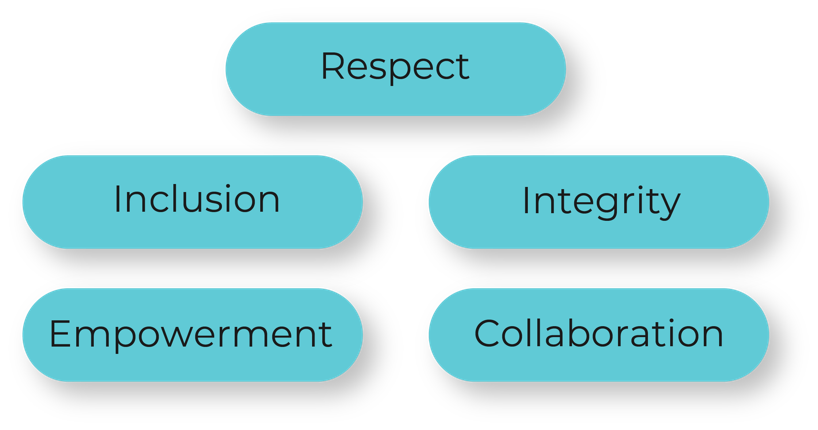 Respect
Inclusion
Integrity
Empowerment
Collaboration